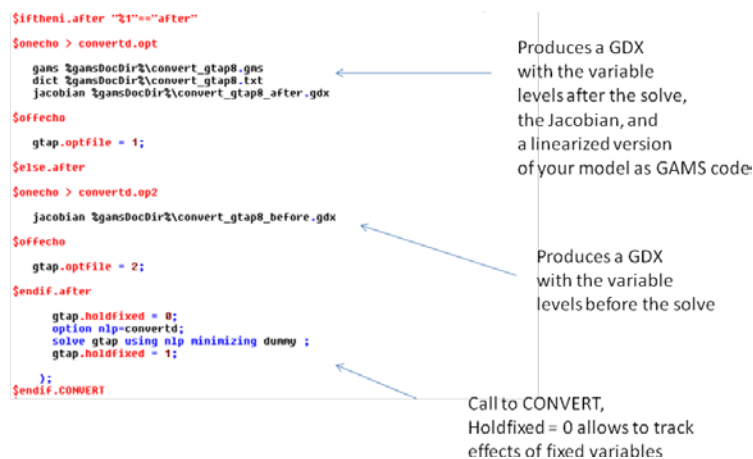 $iftheni.after "%1"=="after"
$onecho > convertd.opt
gams %gamsDocDir%\convert_gtap8.gms
dict %gamsDocDir%\convert_gtap8.txt
jacobian %gamsDocDir%\convert_gtap8_after.gdx
$offecho
gtap.optfile = 1;
$else.after
$onecho > convertd.op2
jacobian %gamsDocDir%\convert_gtap8_before.gdx
$offecho
gtap.optfile = 2;
$endif.after
gtap.holdfixed = 0;
option nlp=convertd;
solve gtap using nlp minimizing dummy ;
gtap.holdfixed = 1;
);
$endif.CONVERT
Produces a GDX
with the variable
levels after the solve,
the Jacobian, and
a linearized version
of your model as GAMS code
Produces a GDX
with the variable
levels before the solve
Call to CONVERT,
Holdfixed = 0 allows to track
effects of fixed variables